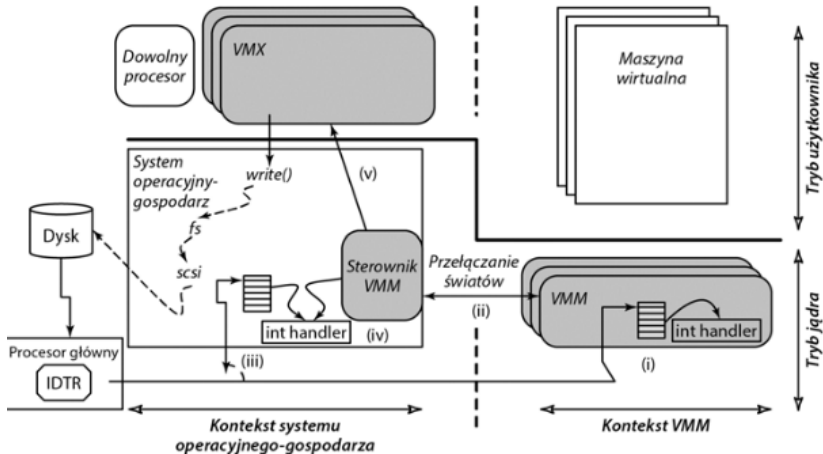 Dowolny
procesor
VMX
Maszyna
wirtualna
Tryb użytkownika
System
operacyjny-
gospodarz
write()
(v)
fs
Dysk
scsi
Sterownik
VMM
Przełączanie
światów
VMM
(ii)
int handler
(iv)
int handler
Tryb jądra
Procesor główny
IDTR
(iii)
(i)
Kontekst systemu
operacyjnego-gospodarza
Kontekst VMM